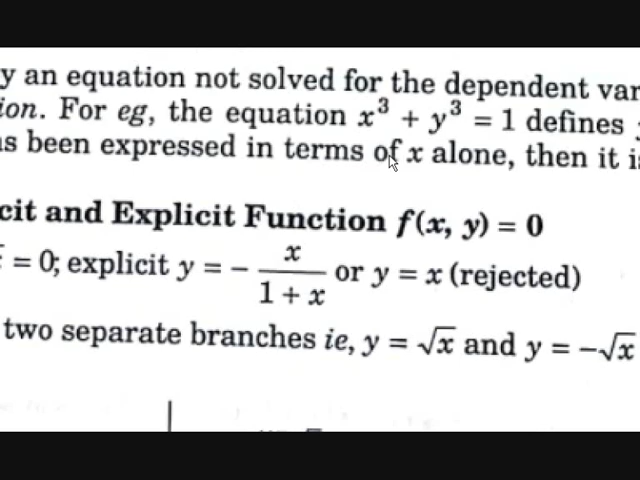 y an equation not solved for the dependent var
ion. For eg, the equation x³ + y³ = 1 defines
s been expressed in terms of x alone, then it is
cit and Explicit Function f(x, y) = 0
= 0; explicit y = - x/(1 + x) or y = x (rejected)
two separate branches ie, y = √x and y = -√x